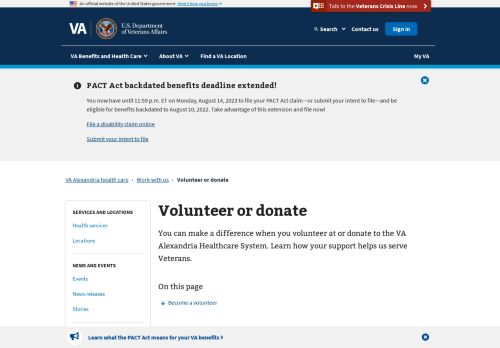 An official website of the United States government Here's how you know
Talk to the Veterans Crisis Line now
VA
U.S. Department
of Veterans Affairs
Search
Contact us
Sign in
VA Benefits and Health Care
About VA
Find a VA Location
My VA
PACT Act backdated benefits deadline extended!
You now have until 11:59 p.m. ET on Monday, August 14, 2023 to file your PACT claim—or submit your intent to file—and be
eligible for benefits backdated to August 10, 2022. Take advantage of this extension and file now!
File a disability claim online
Submit your intent to file
VA Alexandria health care › Work with us › Volunteer or donate
SERVICES AND LOCATIONS
Health services
Locations
NEWS AND EVENTS
Events
News releases
Stories
Volunteer or donate
You can make a difference when you volunteer at or donate to the VA
Alexandria Healthcare System. Learn how your support helps us serve
Veterans.
On this page
Become a volunteer
Learn what the PACT Act means for your VA benefits >